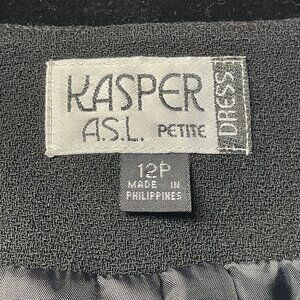 KASPER
A.S.L. PETITE
DRESS
12P
MADE IN
PHILIPPINES